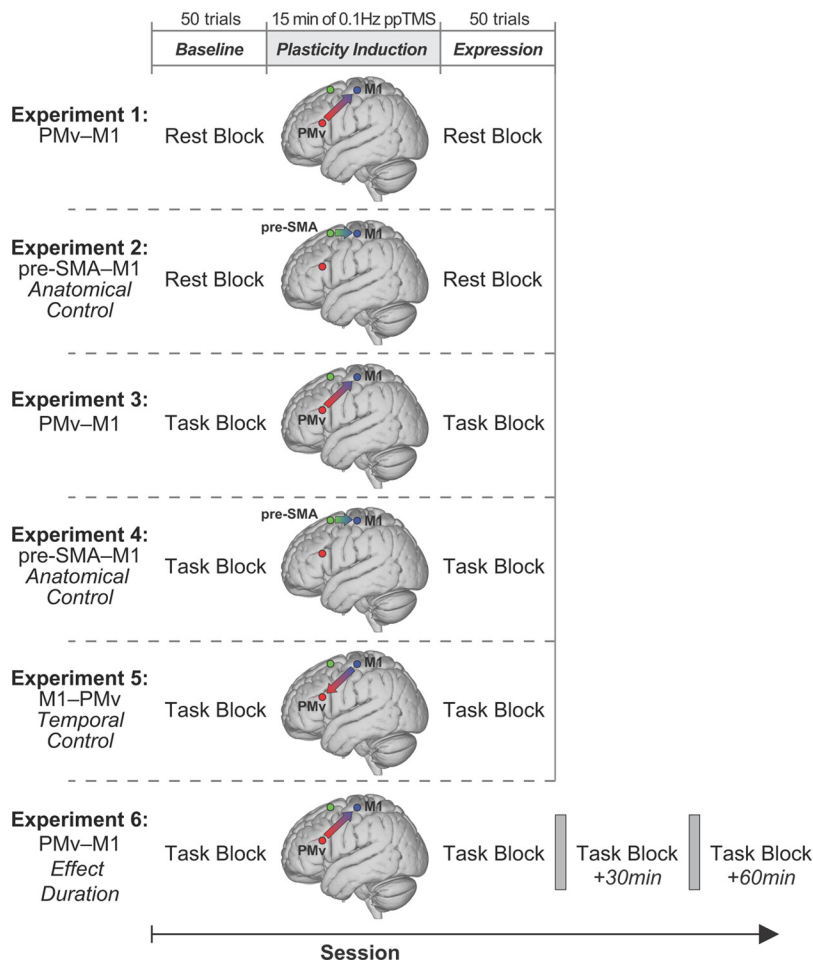 50 trials
15 min of 0.1Hz ppTMS
50 trials
Baseline
Plasticity Induction
Expression
Experiment 1:
PMv–M1
Rest Block
M1
PMv
Rest Block
Experiment 2:
pre-SMA–M1
Anatomical
Control
Rest Block
pre-SMA
M1
Rest Block
Experiment 3:
PMv–M1
Task Block
M1
PMv
Task Block
Experiment 4:
pre-SMA–M1
Anatomical
Control
Task Block
pre-SMA
M1
Task Block
Experiment 5:
M1–PMv
Temporal
Control
Task Block
M1
PMv
Task Block
Experiment 6:
PMv–M1
Effect
Duration
Task Block
M1
PMv
Task Block
Task Block
+30min
Task Block
+60min
Session